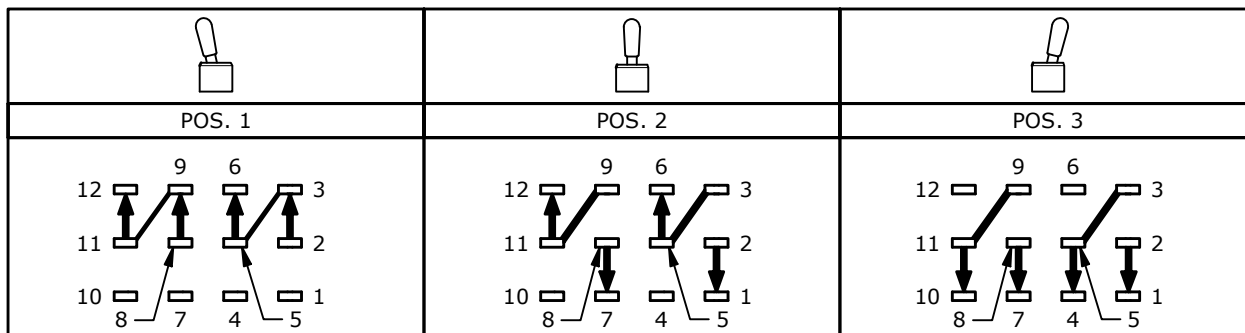 POS. 1 POS. 2 POS. 3
9 6 9 6 9 6
12 3 12 3 12 3
11 2 11 2 11 2
10 1 10 1 10 1
8 7 4 5 8 7 4 5 8 7 4 5